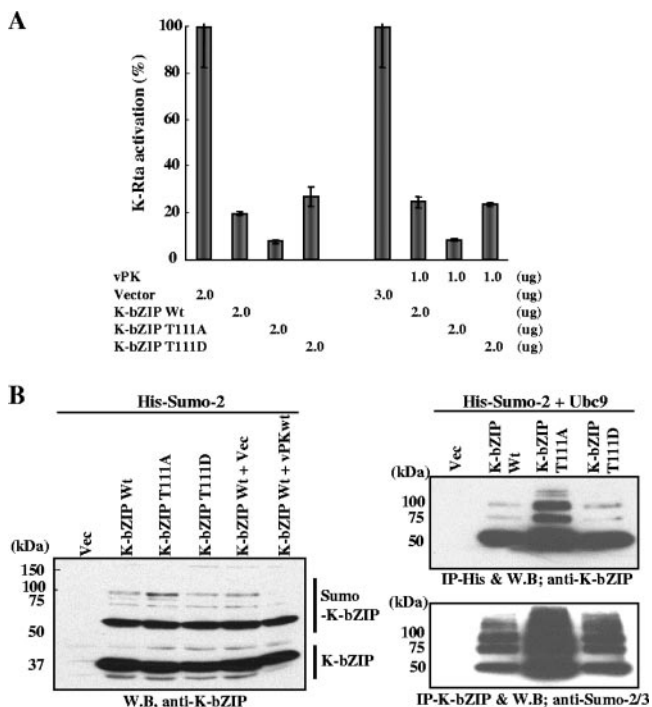 A
K-Rta activation (%)
100
80
60
40
20
0
vPK 1.0 1.0 1.0 (ug)
Vector 2.0 3.0 (ug)
K-bZIP Wt 2.0 2.0 (ug)
K-bZIP T111A 2.0 2.0 (ug)
K-bZIP T111D 2.0 2.0 (ug)
B
His-Sumo-2
Vec
K-bZIP Wt
K-bZIP T111A
K-bZIP T111D
K-bZIP Wt + Vec
K-bZIP Wt + vPKwt
(kDa)
150
100
75
50
37
Sumo
-K-bZIP
K-bZIP
W.B, anti-K-bZIP
His-Sumo-2 + Ubc9
Vec
K-bZIP
Wt
K-bZIP
T111A
K-bZIP
T111D
(kDa)
100
75
50
IP-His & W.B; anti-K-bZIP
(kDa)
100
75
50
IP-K-bZIP & W.B; anti-Sumo-2/3